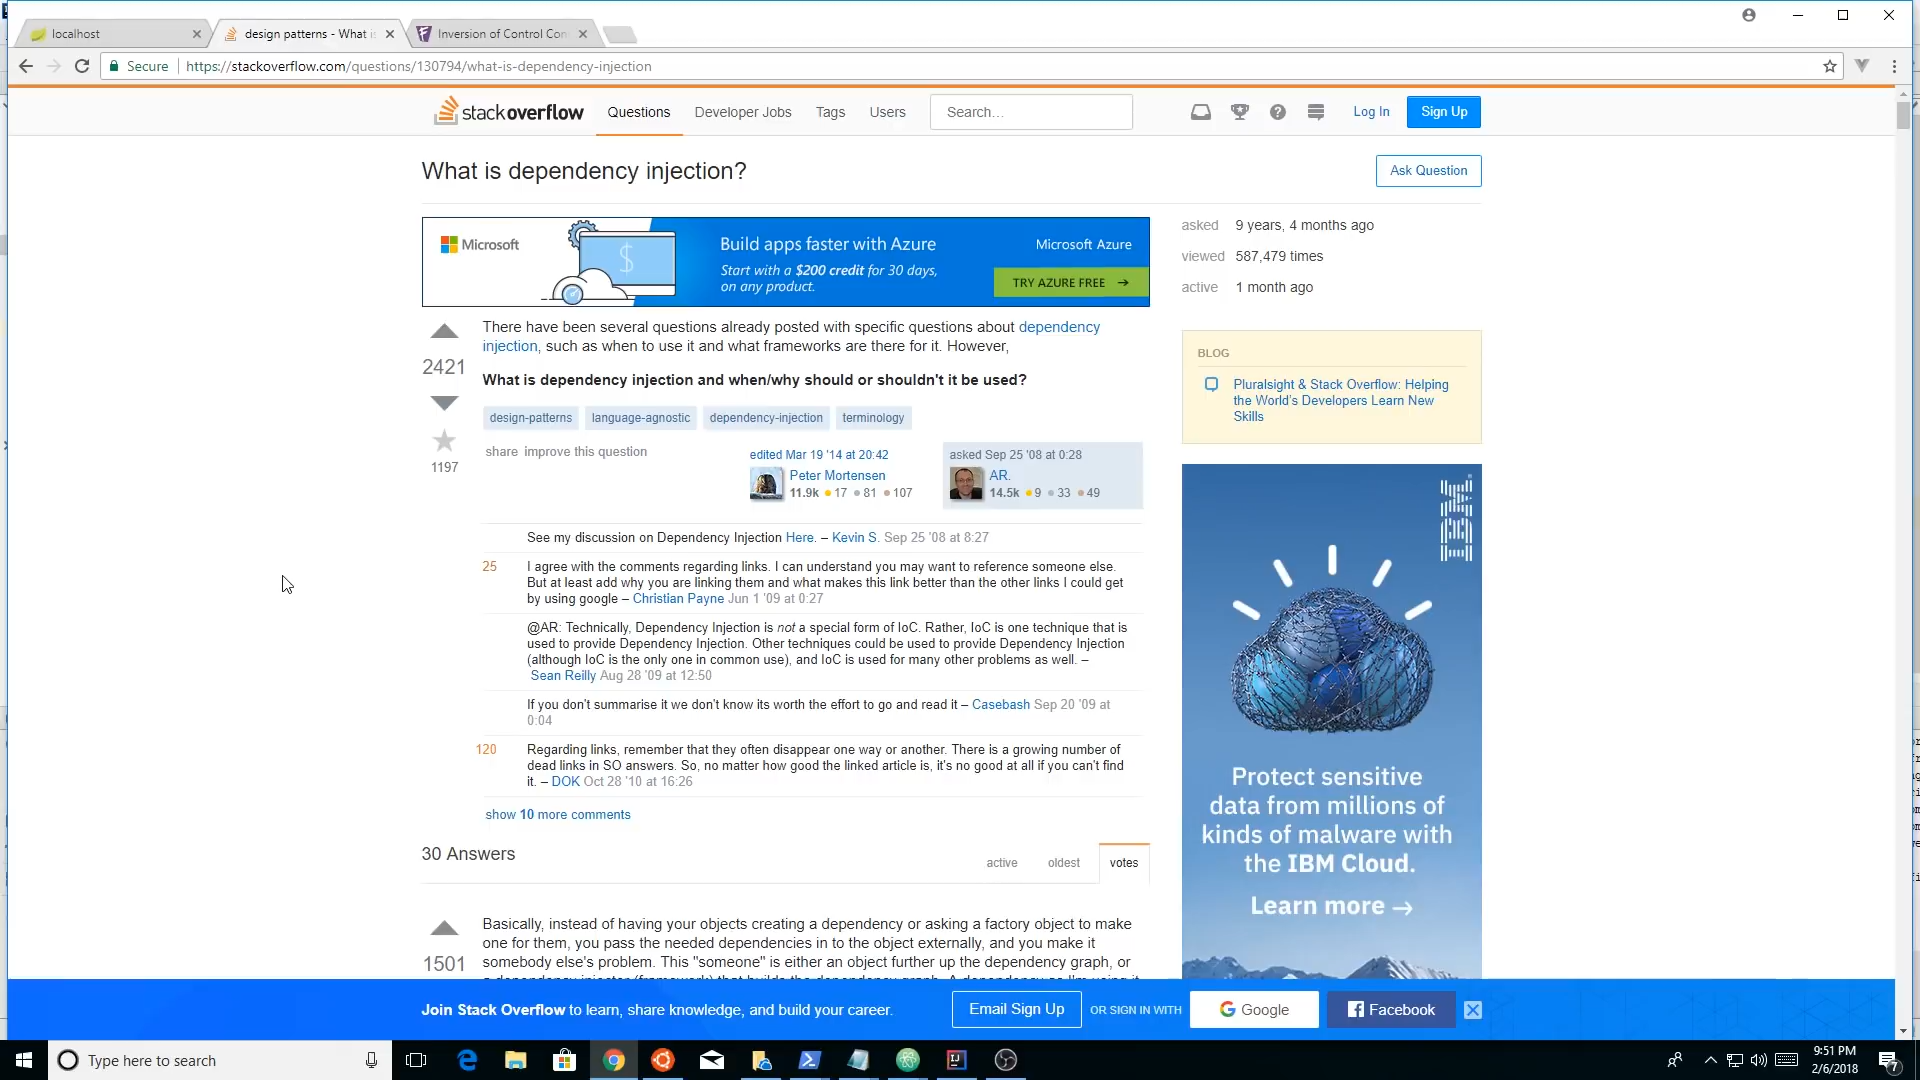 localhost
design patterns - What is
Inversion of Control Con
Secure
https://stackoverflow.com/questions/130794/what-is-dependency-injection
stackoverflow
Questions
Developer Jobs
Tags
Users
Search...
Log In
Sign Up
What is dependency injection?
Ask Question
Microsoft
Build apps faster with Azure
Start with a $200 credit for 30 days,
on any product.
Microsoft Azure
TRY AZURE FREE →
asked 9 years, 4 months ago
viewed 587,479 times
active 1 month ago
2421
There have been several questions already posted with specific questions about dependency
injection, such as when to use it and what frameworks are there for it. However,
What is dependency injection and when/why should or shouldn't it be used?
design-patterns language-agnostic dependency-injection terminology
1197
share improve this question
edited Mar 19 '14 at 20:42
Peter Mortensen
11.9k 17 81 107
asked Sep 25 '08 at 0:28
AR.
14.5k 9 33 49
BLOG
Pluralsight & Stack Overflow: Helping
the World's Developers Learn New
Skills
See my discussion on Dependency Injection Here. – Kevin S. Sep 25 '08 at 8:27
25
I agree with the comments regarding links. I can understand you may want to reference someone else.
But at least add why you are linking them and what makes this link better than the other links I could get
by using google – Christian Payne Jun 1 '09 at 0:27
@AR: Technically, Dependency Injection is not a special form of IoC. Rather, IoC is one technique that is
used to provide Dependency Injection. Other techniques could be used to provide Dependency Injection
(although IoC is the only one in common use), and IoC is used for many other problems as well. –
Sean Reilly Aug 28 '09 at 12:50
If you don't summarise it we don't know its worth the effort to go and read it – Casebash Sep 20 '09 at
0:04
120
Regarding links, remember that they often disappear one way or another. There is a growing number of
dead links in SO answers. So, no matter how good the linked article is, it's no good at all if you can't find
it. – DOK Oct 28 '10 at 16:26
show 10 more comments
30 Answers
active
oldest
votes
1501
Basically, instead of having your objects creating a dependency or asking a factory object to make
one for them, you pass the needed dependencies in to the object externally, and you make it
somebody else's problem. This "someone" is either an object further up the dependency graph, or
IBM
Protect sensitive
data from millions of
kinds of malware with
the IBM Cloud.
Learn more →
Join Stack Overflow to learn, share knowledge, and build your career.
Email Sign Up
OR SIGN IN WITH
Google
Facebook
Type here to search
9:51 PM
2/6/2018
7